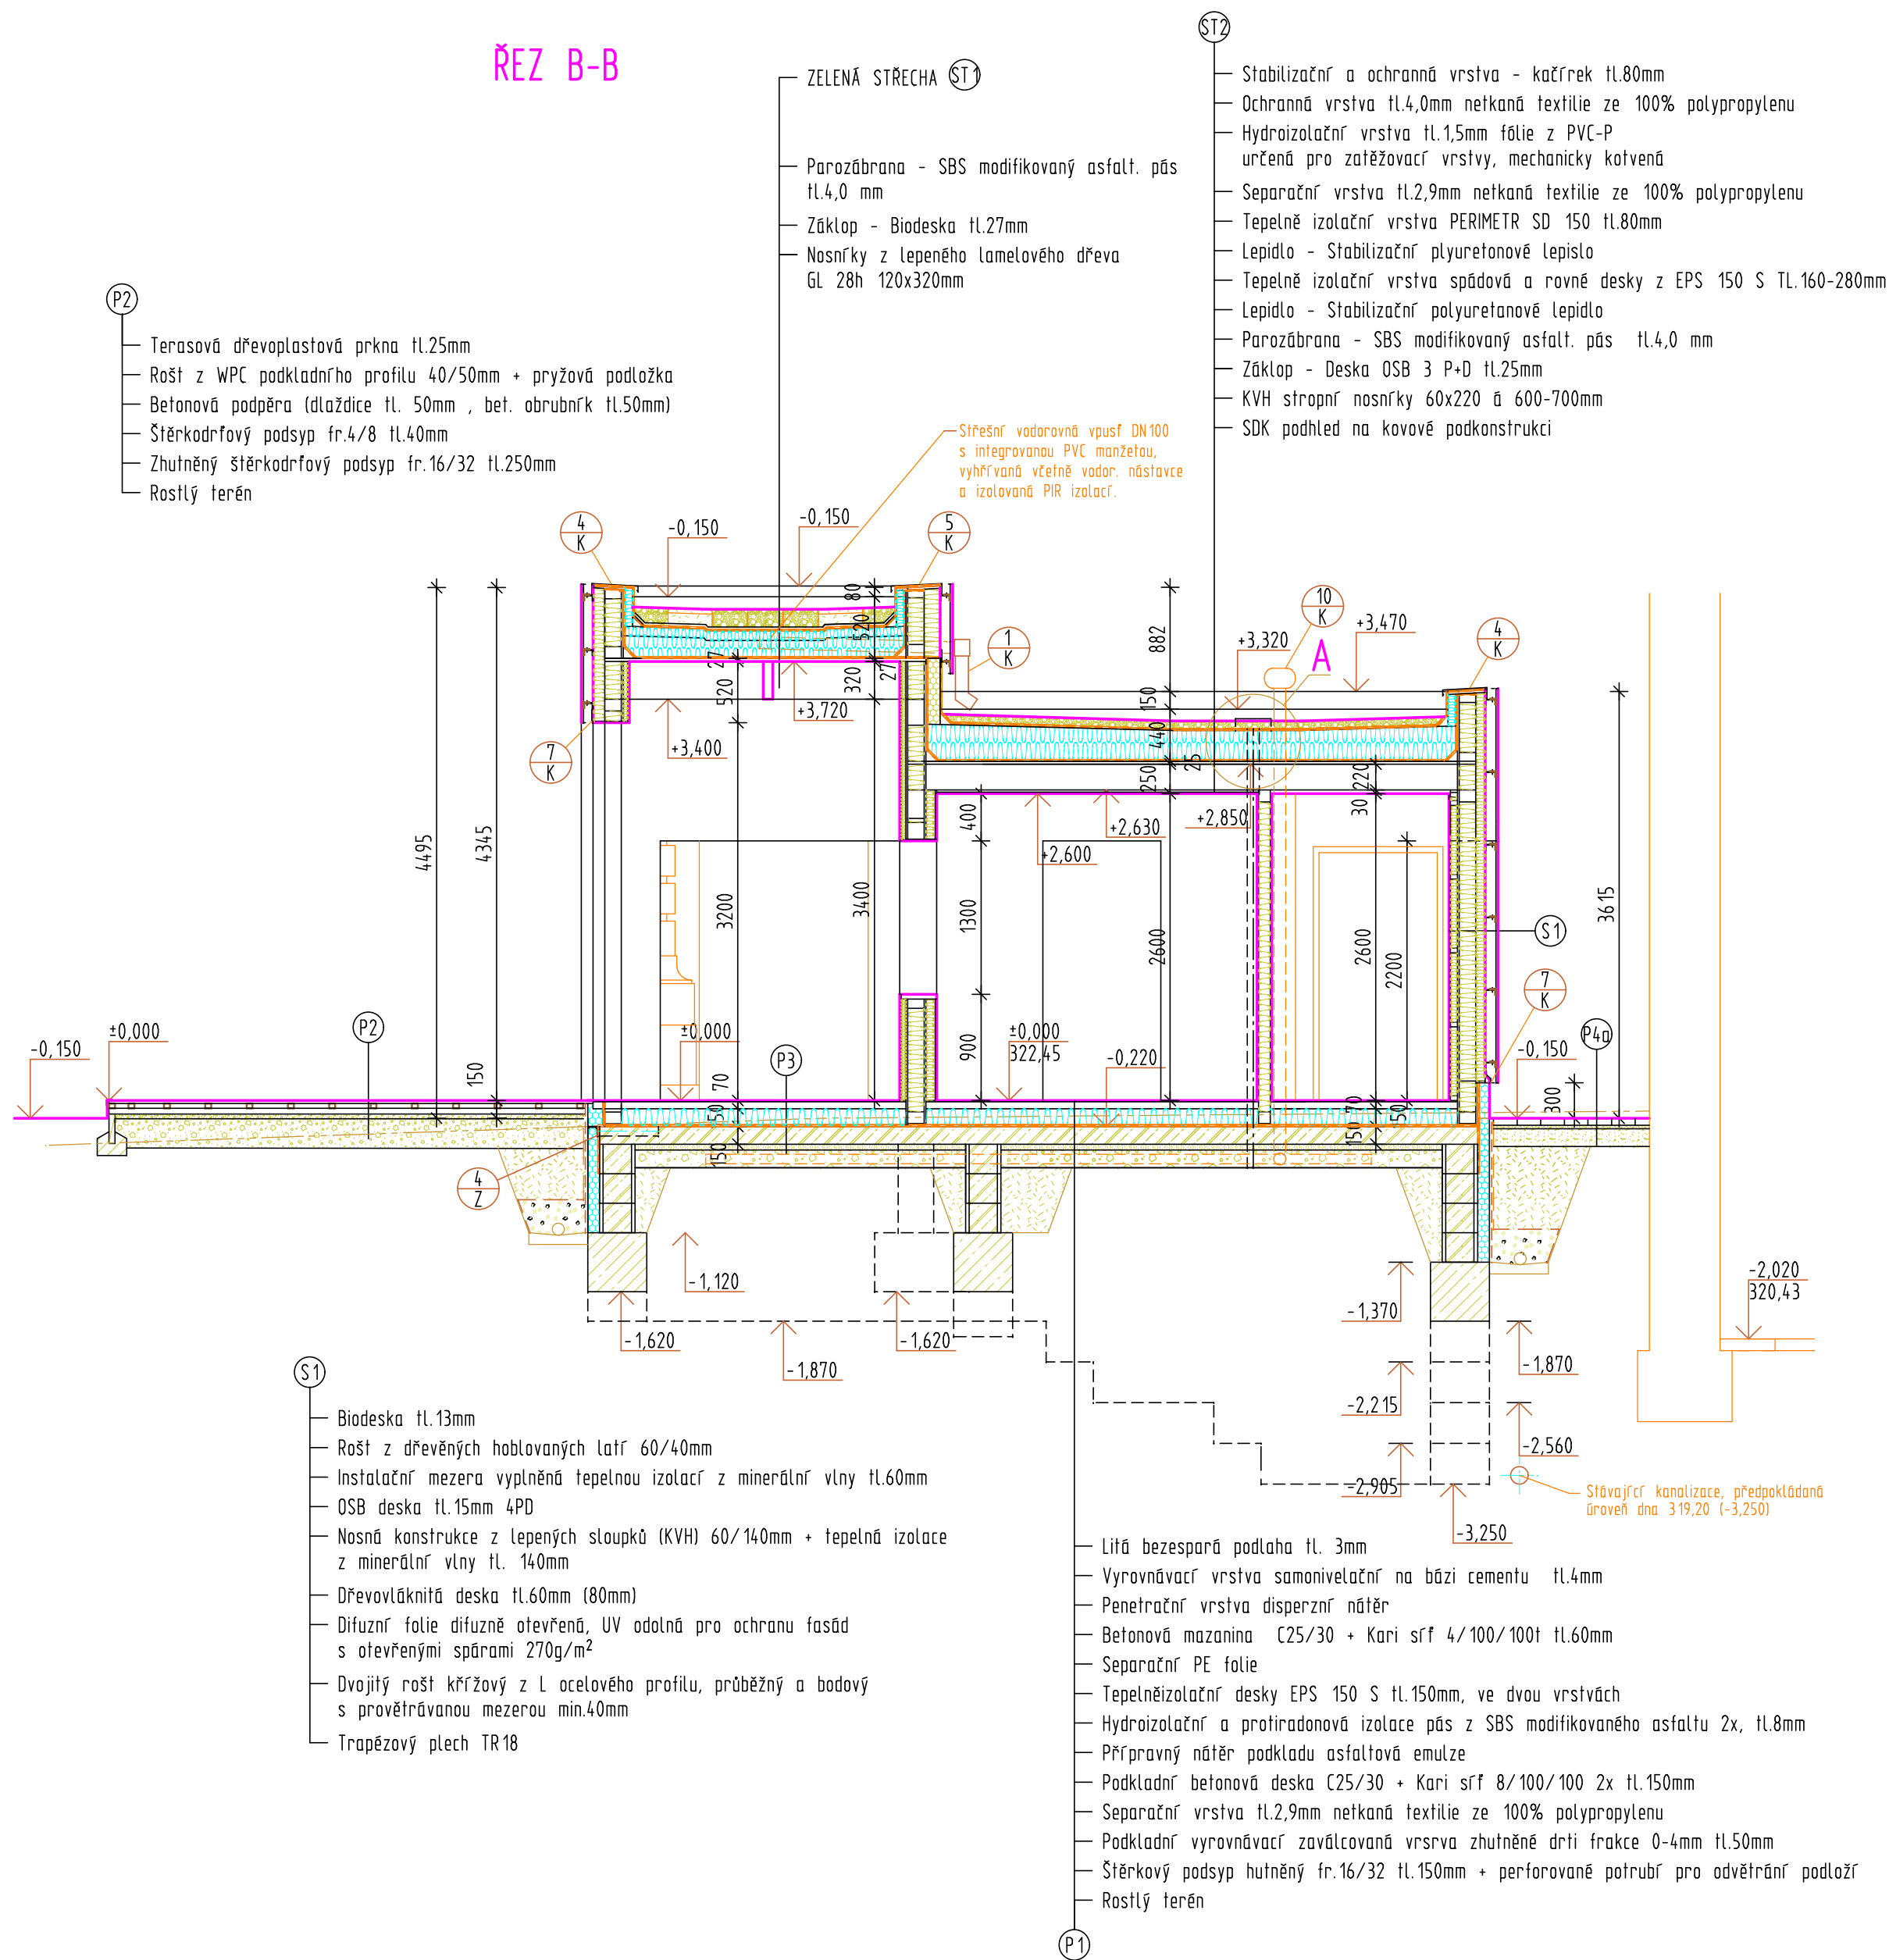 ŘEZ B-B
ZELENÁ STŘECHA ST1
Parozábrana - SBS modifikovaný asfalt. pás
tl.4,0 mm
Záklop - Biodeska tl.27mm
Nosníky z lepeného lamelového dřeva
GL 28h 120x320mm
ST2
Stabilizační a ochranná vrstva - kačírek tl.80mm
Ochranná vrstva tl.4,0mm netkaná textilie ze 100% polypropylenu
Hydroizolační vrstva tl.1,5mm fólie z PVC-P
určená pro zatěžovací vrstvy, mechanicky kotvená
Separační vrstva tl.2,9mm netkaná textilie ze 100% polypropylenu
Tepelně izolační vrstva PERIMETR SD 150 tl.80mm
Lepidlo - Stabilizační plyuretonové lepislo
Tepelně izolační vrstva spádová a rovné desky z EPS 150 S TL.160-280mm
Lepidlo - Stabilizační polyuretanové lepidlo
Parozábrana - SBS modifikovaný asfalt. pás tl.4,0 mm
Záklop - Deska OSB 3 P+D tl.25mm
KVH stropní nosníky 60x220 á 600-700mm
SDK podhled na kovové podkonstrukci
P2
Terasová dřevoplastová prkna tl.25mm
Rošt z WPC podkladního profilu 40/50mm + pryžová podložka
Betonová podpěra (dlaždice tl. 50mm , bet. obrubník tl.50mm)
Štěrkodrťový podsyp fr.4/8 tl.40mm
Zhutněný štěrkodrťový podsyp fr.16/32 tl.250mm
Rostlý terén
Střešní vodorovná vpusť DN100
s integrovanou PVC manžetou,
vyhřívaná včetně vodor. nástavce
a izolovaná PIR izolací.
4
K
-0,150
-0,150
5
K
10
K
1
K
+3,320
A
+3,470
4
K
80
520
27
520
320
27
882
150
440
25
250
220
30
+3,720
+3,400
7
K
400
+2,630
+2,850
+2,600
4495
4345
3200
3400
1300
2600
2600
2200
3615
S1
7
K
P2
±0,000
-0,150
±0,000
P3
±0,000
322,45
-0,220
900
-0,150
P4a
150
70
150
150
70
150
150
300
4
Z
-1,120
-1,620
-1,870
-1,620
-1,370
-2,215
-2,905
-1,870
-2,560
-3,250
-2,020
320,43
Stávající kanalizace, předpokládaná
úroveň dna 319,20 (-3,250)
S1
Biodeska tl.13mm
Rošt z dřevěných hoblovaných latí 60/40mm
Instalační mezera vyplněná tepelnou izolací z minerální vlny tl.60mm
OSB deska tl.15mm 4PD
Nosná konstrukce z lepených sloupků (KVH) 60/140mm + tepelná izolace
z minerální vlny tl. 140mm
Dřevovláknitá deska tl.60mm (80mm)
Difuzní folie difuzně otevřená, UV odolná pro ochranu fasád
s otevřenými spárami 270g/m²
Dvojitý rošt křížový z L ocelového profilu, průběžný a bodový
s provětrávanou mezerou min.40mm
Trapézový plech TR18
Litá bezespará podlaha tl. 3mm
Vyrovnávací vrstva samonivelační na bázi cementu tl.4mm
Penetrační vrstva disperzní nátěr
Betonová mazanina C25/30 + Kari síť 4/100/100t tl.60mm
Separační PE folie
Tepelněizolační desky EPS 150 S tl.150mm, ve dvou vrstvách
Hydroizolační a protiradonová izolace pás z SBS modifikovaného asfaltu 2x, tl.8mm
Přípravný nátěr podkladu asfaltová emulze
Podkladní betonová deska C25/30 + Kari síť 8/100/100 2x tl.150mm
Separační vrstva tl.2,9mm netkaná textilie ze 100% polypropylenu
Podkladní vyrovnávací zaválcovaná vrsrva zhutněné drti frakce 0-4mm tl.50mm
Štěrkový podsyp hutněný fr.16/32 tl.150mm + perforované potrubí pro odvětrání podloží
Rostlý terén
P1